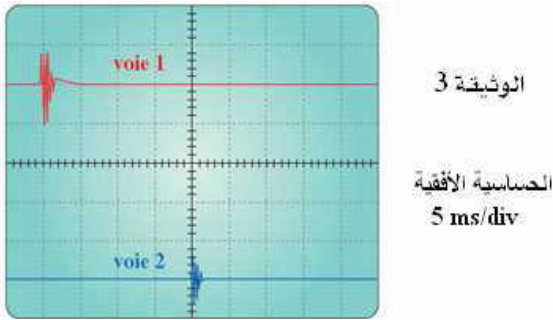 voie 1
الوثيقة 3
الحساسية الأفقية
5 ms/div
voie 2